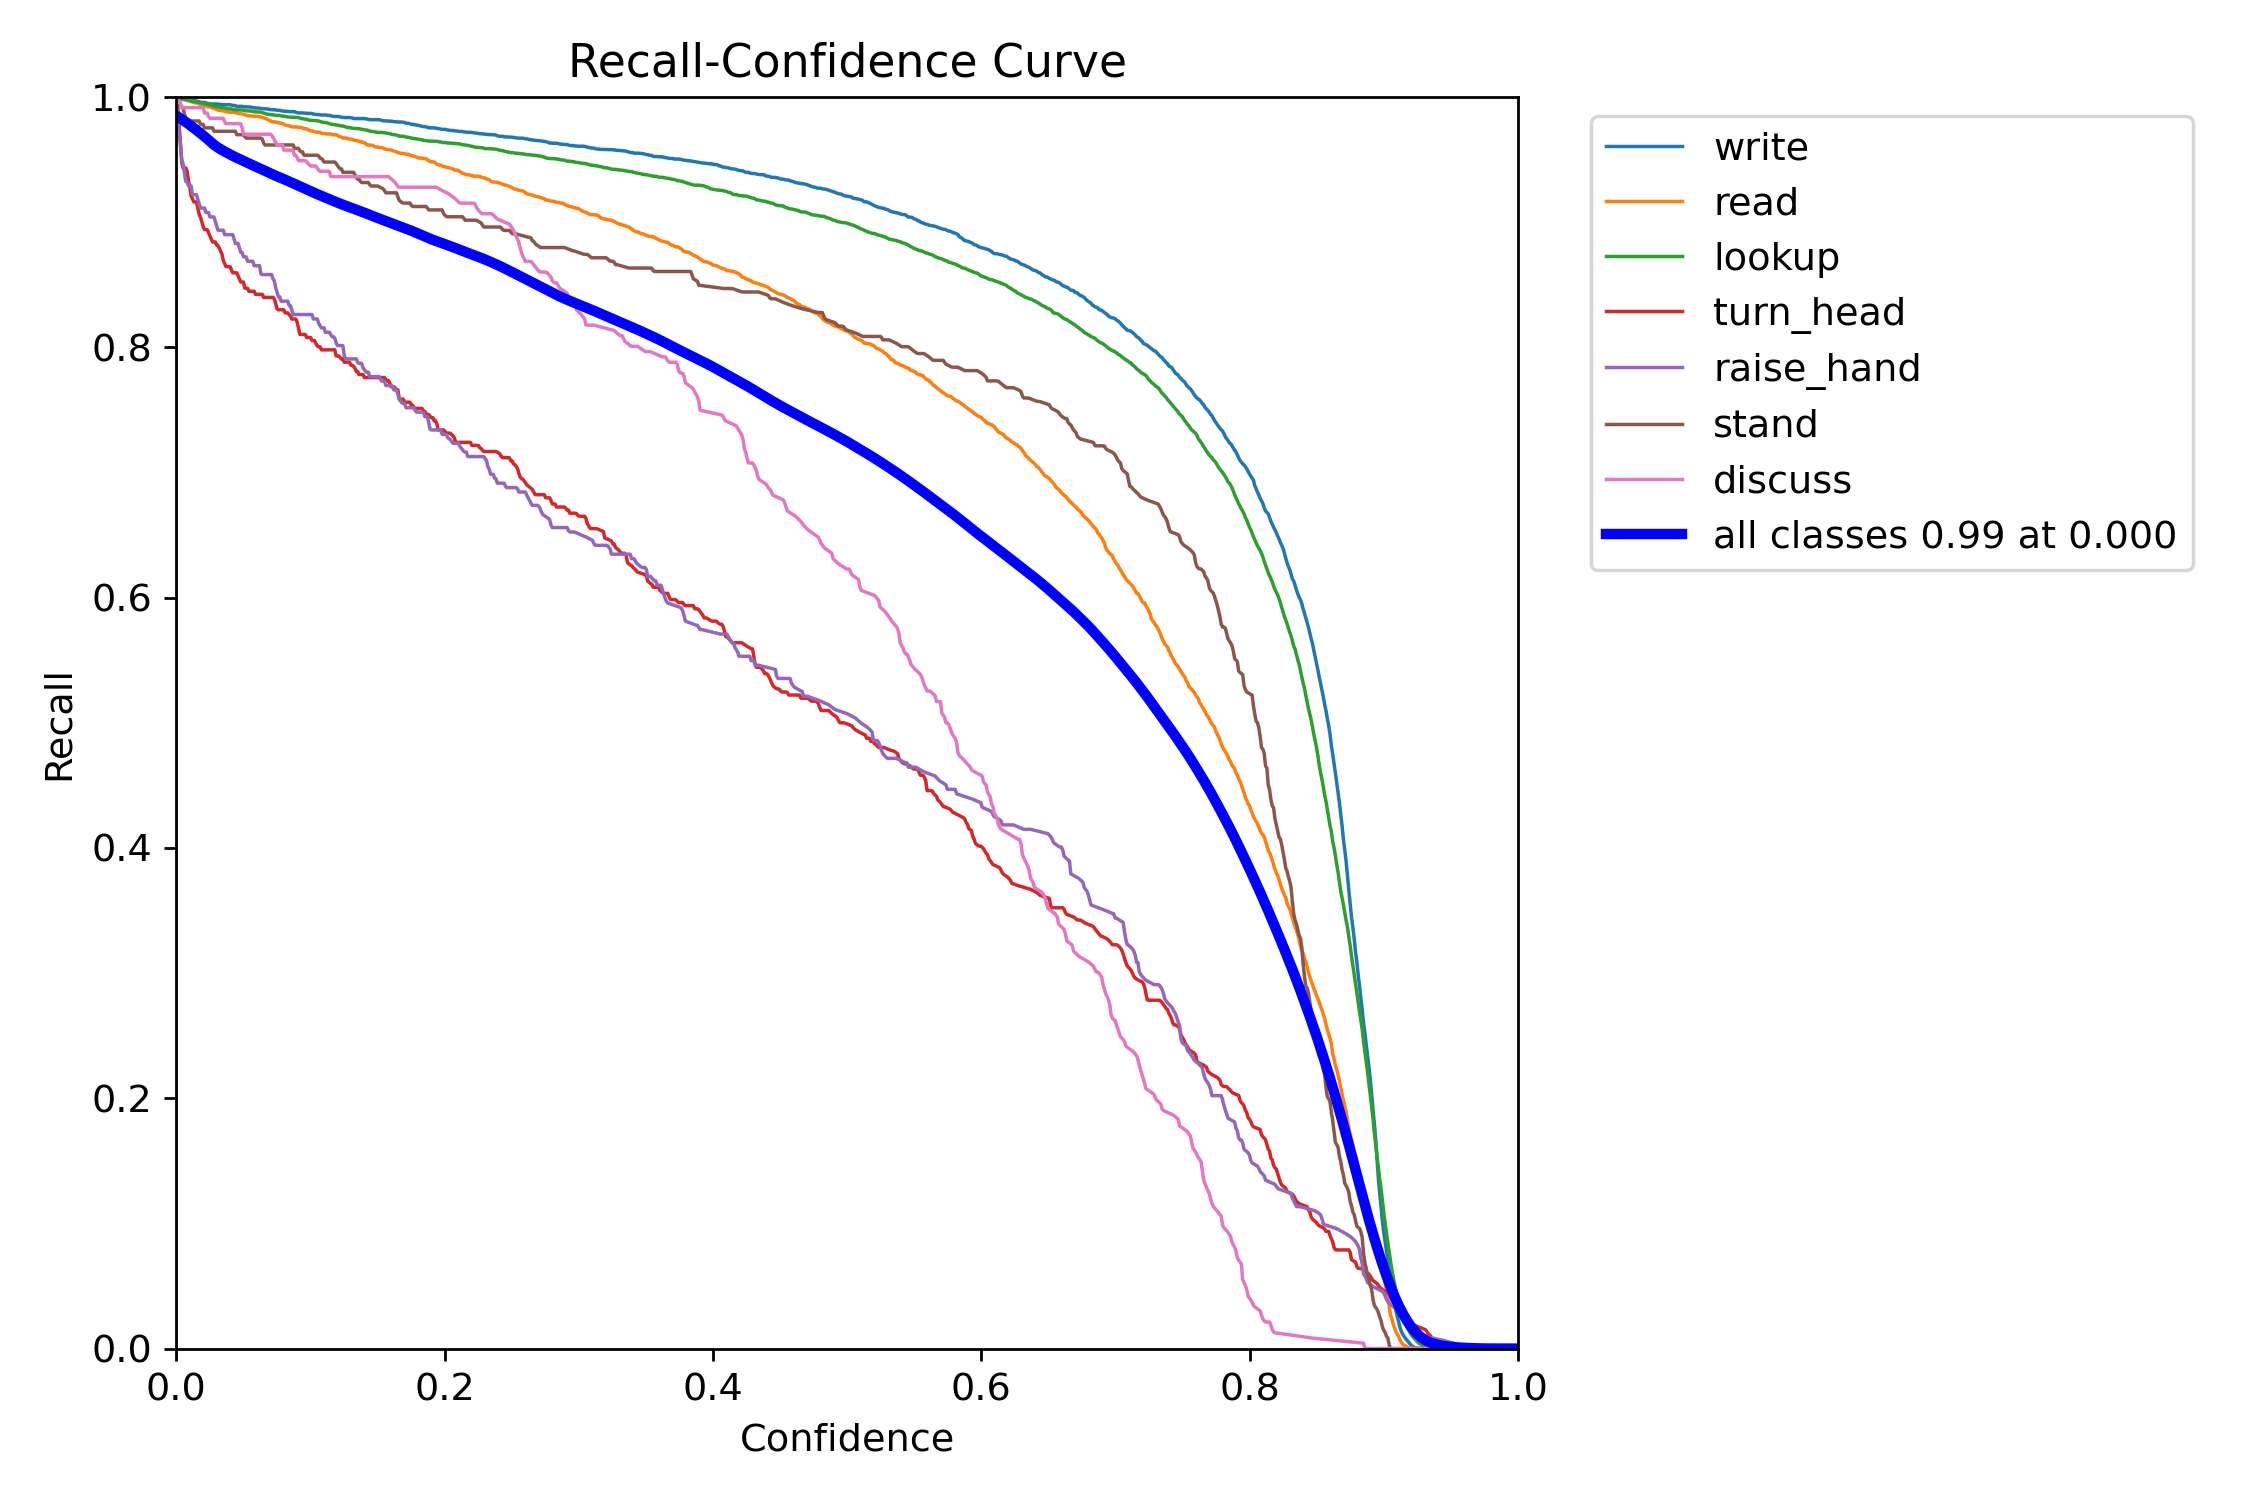 Recall-Confidence Curve
1.0
0.8
0.6
0.4
0.2
0.0
Recall
0.0
0.2
0.4
0.6
0.8
1.0
Confidence
write
read
lookup
turn_head
raise_hand
stand
discuss
all classes 0.99 at 0.000